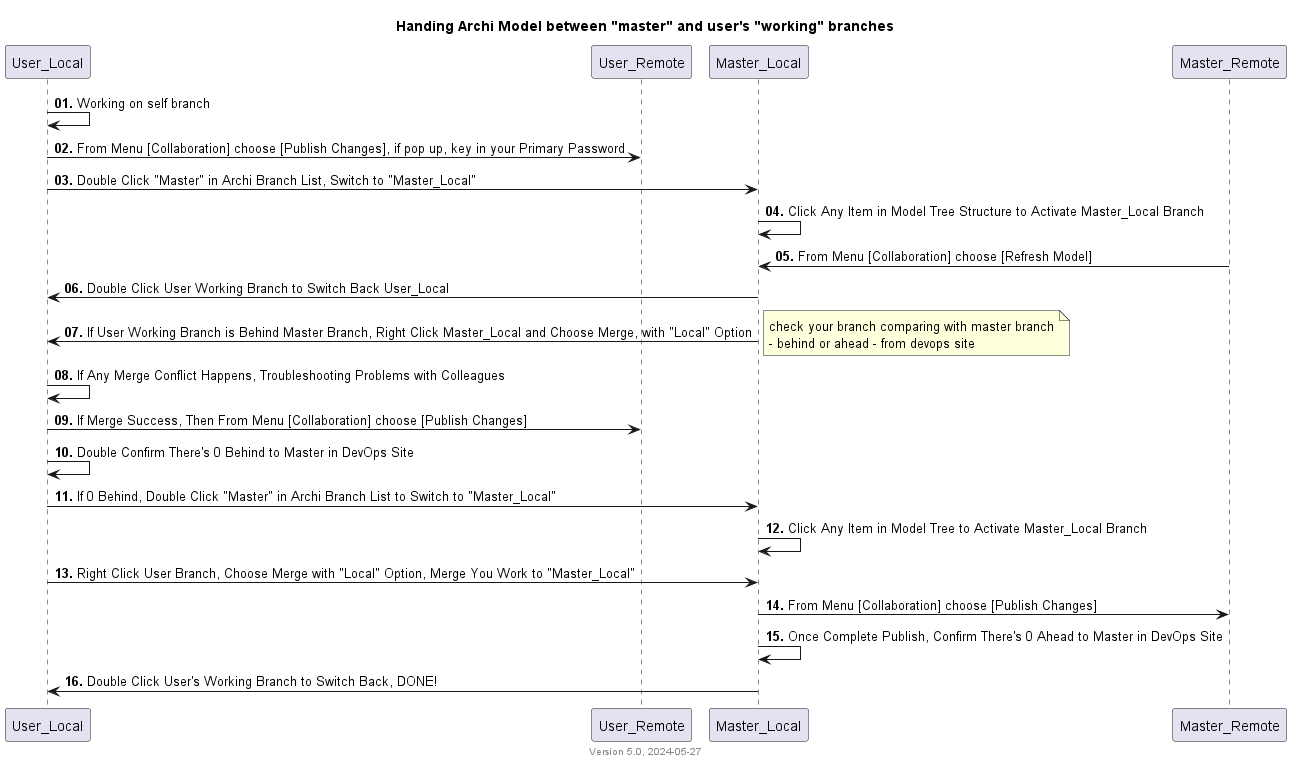 Handing Archi Model between "master" and user's "working" branches
User_Local
User_Remote
Master_Local
Master_Remote
01. Working on self branch
02. From Menu [Collaboration] choose [Publish Changes], if pop up, key in your Primary Password
03. Double Click "Master" in Archi Branch List, Switch to "Master_Local"
04. Click Any Item in Model Tree Structure to Activate Master_Local Branch
05. From Menu [Collaboration] choose [Refresh Model]
06. Double Click User Working Branch to Switch Back User_Local
07. If User Working Branch is Behind Master Branch, Right Click Master_Local and Choose Merge, with "Local" Option
check your branch comparing with master branch
- behind or ahead - from devops site
08. If Any Merge Conflict Happens, Troubleshooting Problems with Colleagues
09. If Merge Success, Then From Menu [Collaboration] choose [Publish Changes]
10. Double Confirm There's 0 Behind to Master in DevOps Site
11. If 0 Behind, Double Click "Master" in Archi Branch List to Switch to "Master_Local"
12. Click Any Item in Model Tree to Activate Master_Local Branch
13. Right Click User Branch, Choose Merge with "Local" Option, Merge You Work to "Master_Local"
14. From Menu [Collaboration] choose [Publish Changes]
15. Once Complete Publish, Confirm There's 0 Ahead to Master in DevOps Site
16. Double Click User's Working Branch to Switch Back, DONE!
User_Local
User_Remote
Master_Local
Master_Remote
Version 5.0, 2024-05-27